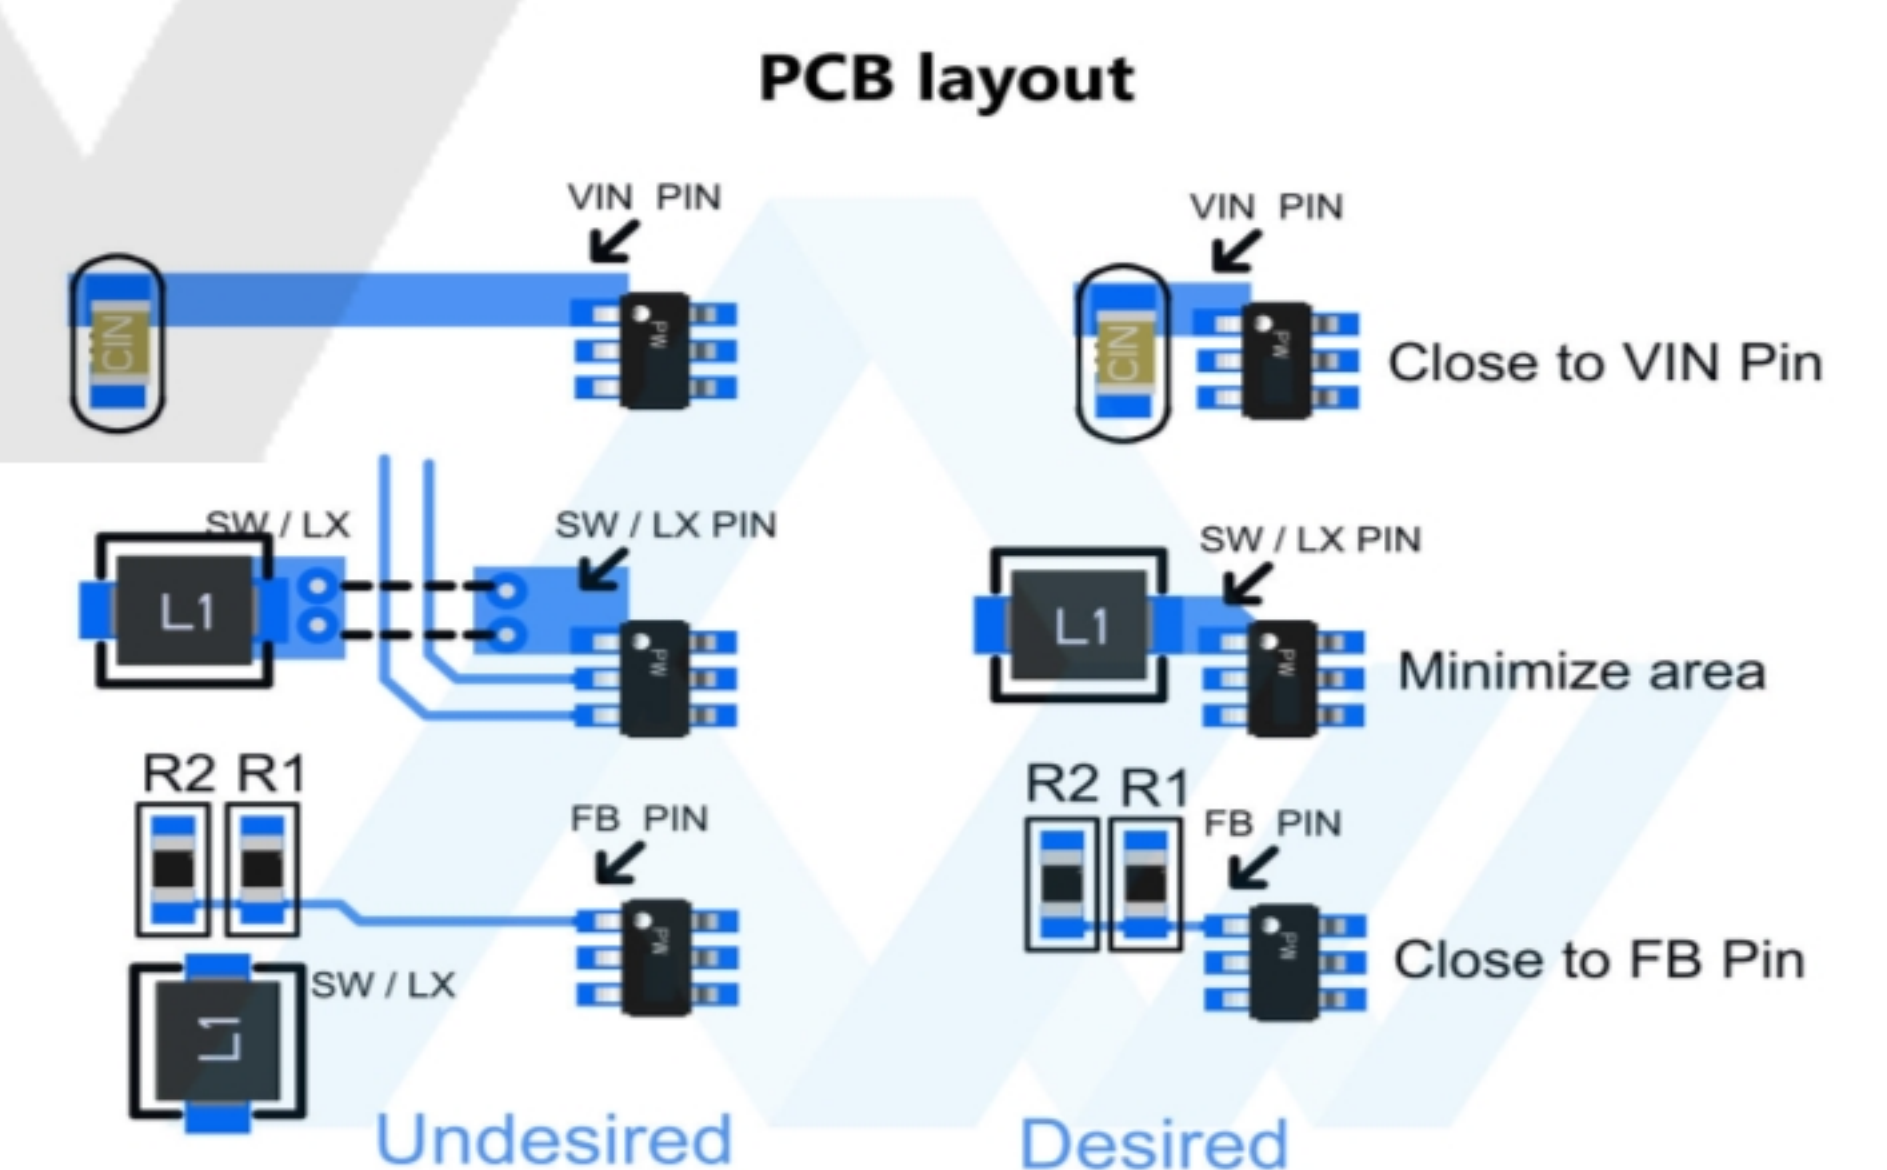 PCB layout
VIN PIN
CIN
PW
VIN PIN
CIN
PW
Close to VIN Pin
SW / LX
L1
SW / LX PIN
PW
SW / LX PIN
L1
PW
Minimize area
R2 R1
FB PIN
PW
L1
SW / LX
R2 R1
FB PIN
PW
Close to FB Pin
Undesired
Desired